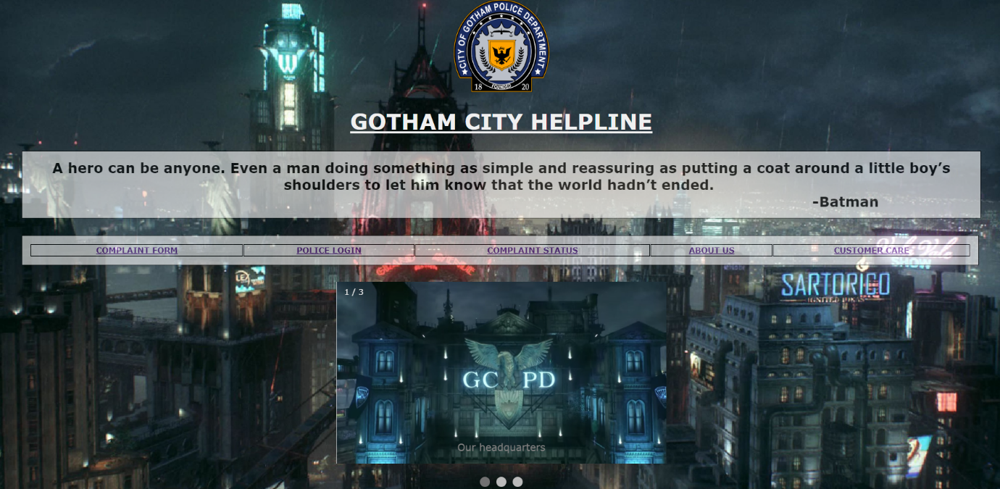 CITY OF GOTHAM POLICE DEPARTMENT
W
18 FOUNDED 20
GOTHAM CITY HELPLINE
A hero can be anyone. Even a man doing something as simple and reassuring as putting a coat around a little boy’s
shoulders to let him know that the world hadn’t ended.
-Batman
COMPLAINT FORM POLICE LOGIN COMPLAINT STATUS ABOUT US CUSTOMER CARE
SHOW
LEX
SARTORICO
1 / 3
GC PD
Our headquarters